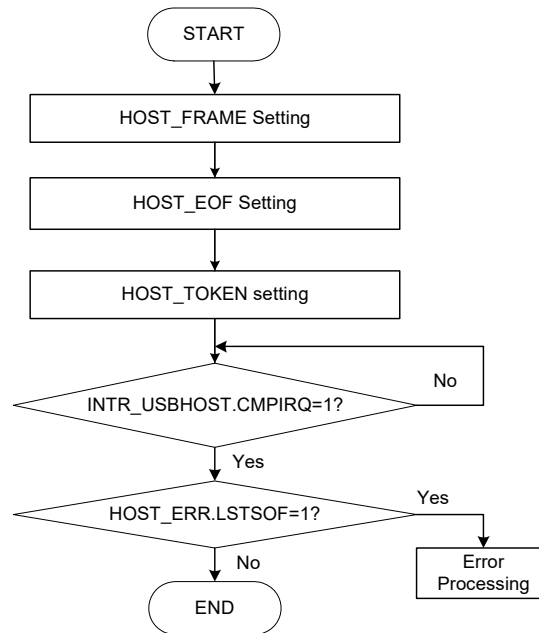 START
HOST_FRAME Setting
HOST_EOF Setting
HOST_TOKEN setting
No
INTR_USBHOST.CMPIRQ=1?
Yes
HOST_ERR.LSTSOF=1?
Yes
No
Error
Processing
END